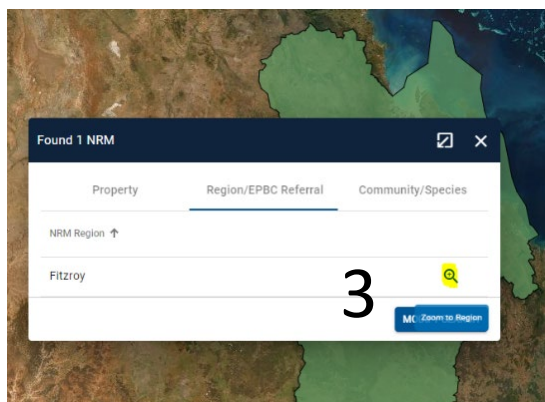 Found 1 NRM
Property Region/EPBC Referral Community/Species
NRM Region
Fitzroy
3
Zoom to Region